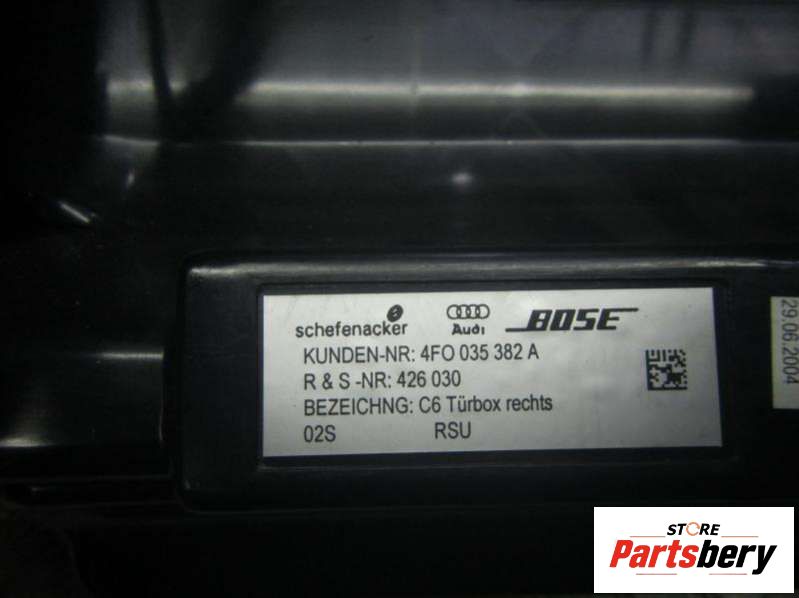 schefenacker Audi BOSE
KUNDEN-NR: 4FO 035 382 A
R & S -NR: 426 030
BEZEICHNG: C6 Türbox rechts
02S RSU
29.06.2004
STORE
Partsbery